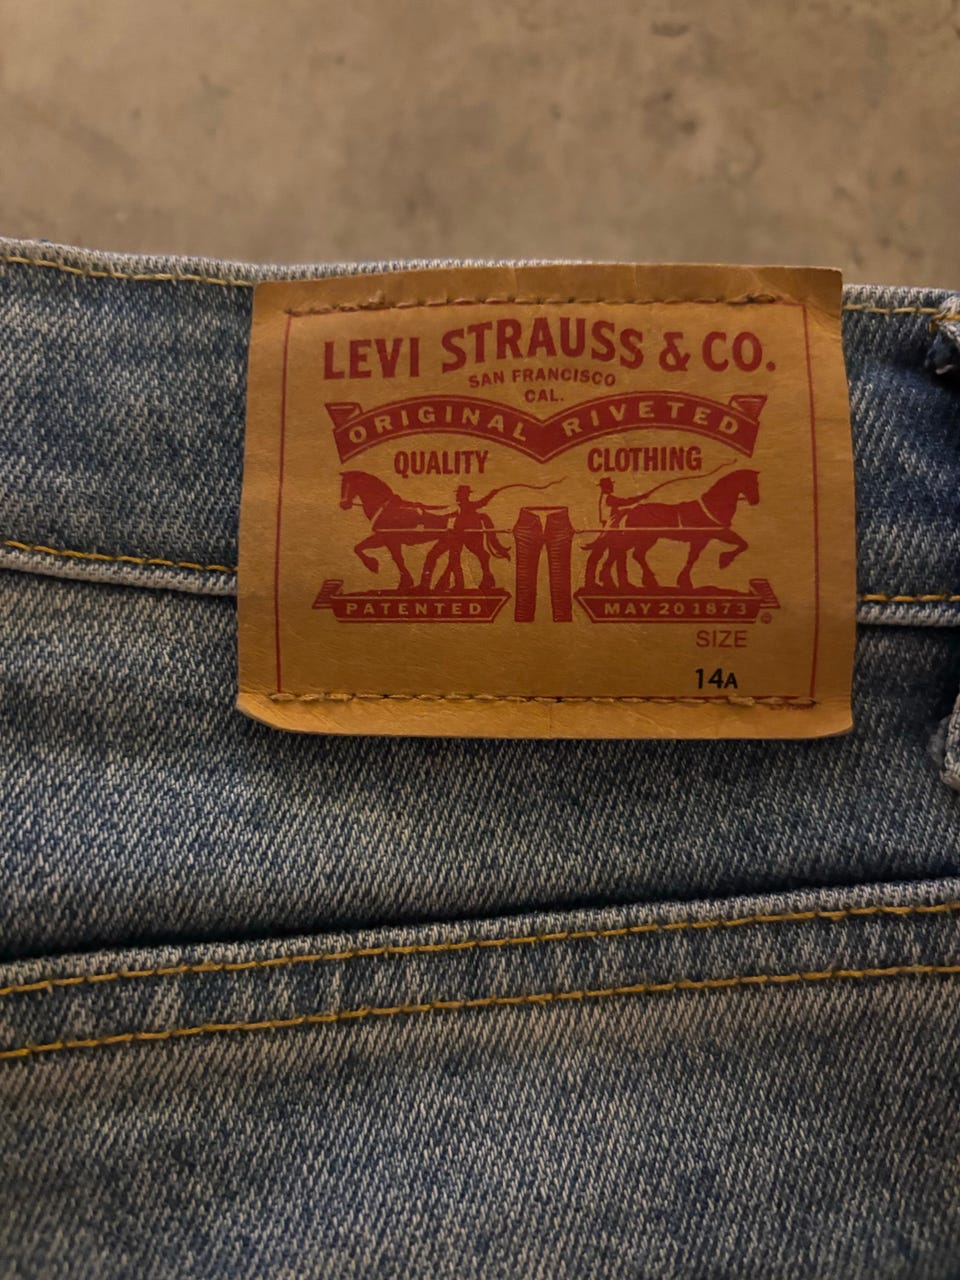 LEVI STRAUSS & CO.
SAN FRANCISCO
CAL.
ORIGINAL RIVETED
QUALITY CLOTHING
PATENTED MAY 20 1873
®
SIZE
14A